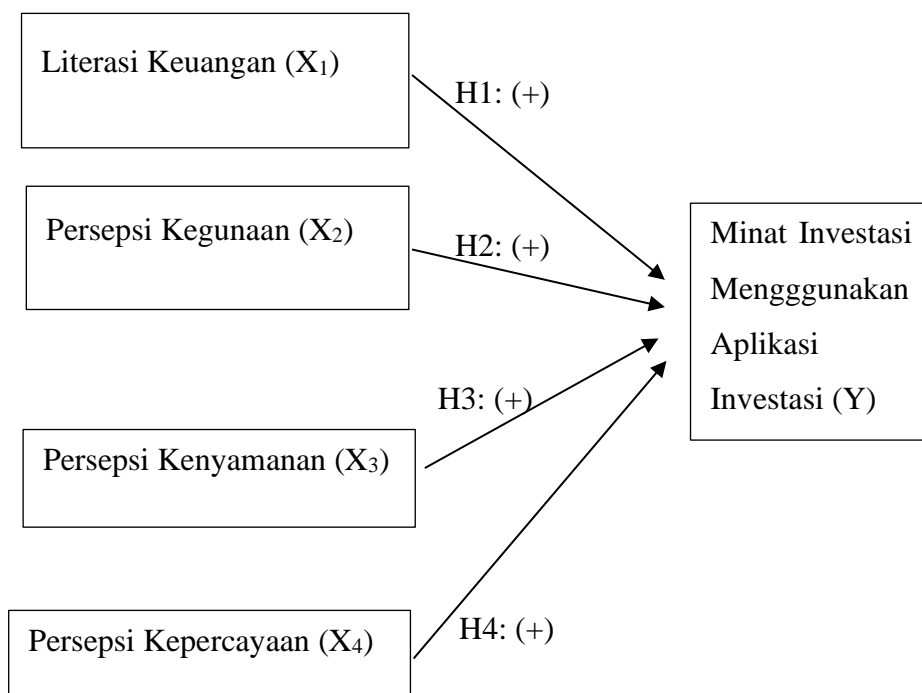 Literasi Keuangan (X₁)
H1: (+)
Persepsi Kegunaan (X₂)
H2: (+)
Minat Investasi
Mengggunakan
Aplikasi
Investasi (Y)
H3: (+)
Persepsi Kenyamanan (X₃)
Persepsi Kepercayaan (X₄)
H4: (+)